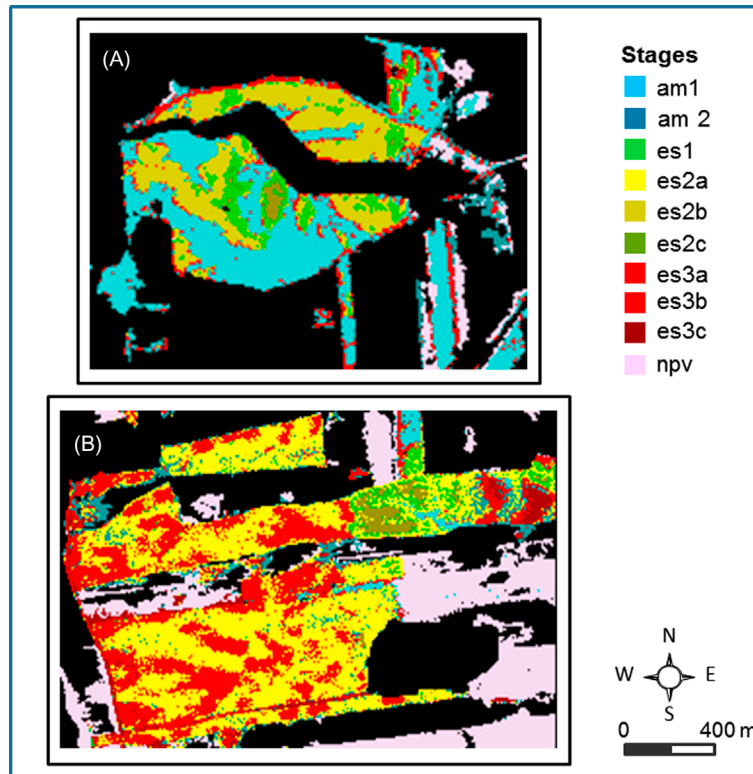 (A)
Stages
am1
am 2
es1
es2a
es2b
es2c
es3a
es3b
es3c
npv
(B)
N
W E
S
0 400 m